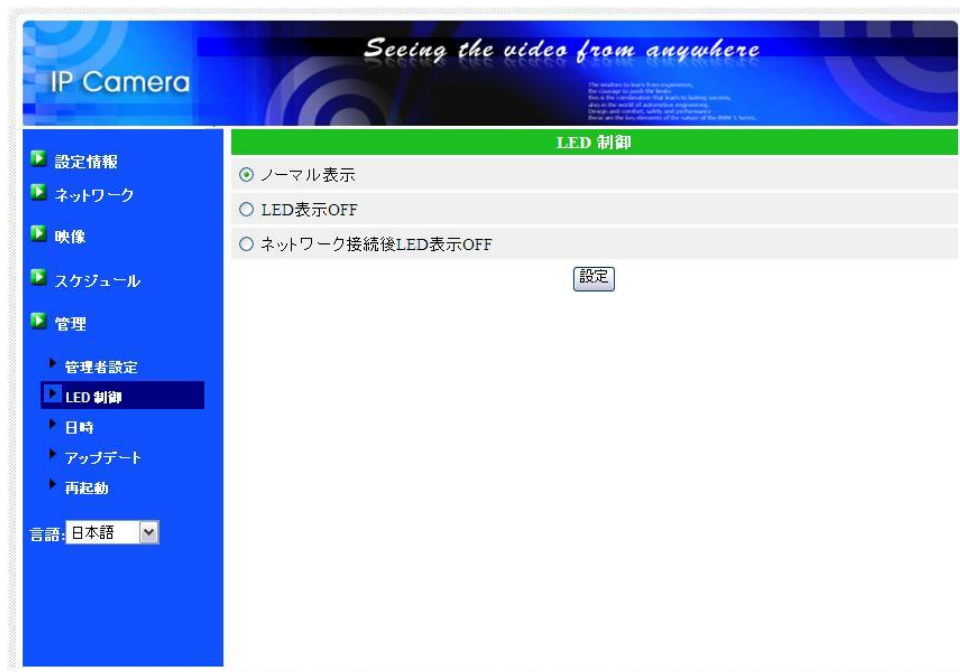 Seeing the video from anywhere
IP Camera
設定情報
ネットワーク
映像
スケジュール
管理
管理者設定
LED 制御
日時
アップデート
再起動
言語:日本語
LED 制御
ノーマル表示
LED表示OFF
ネットワーク接続後LED表示OFF
設定